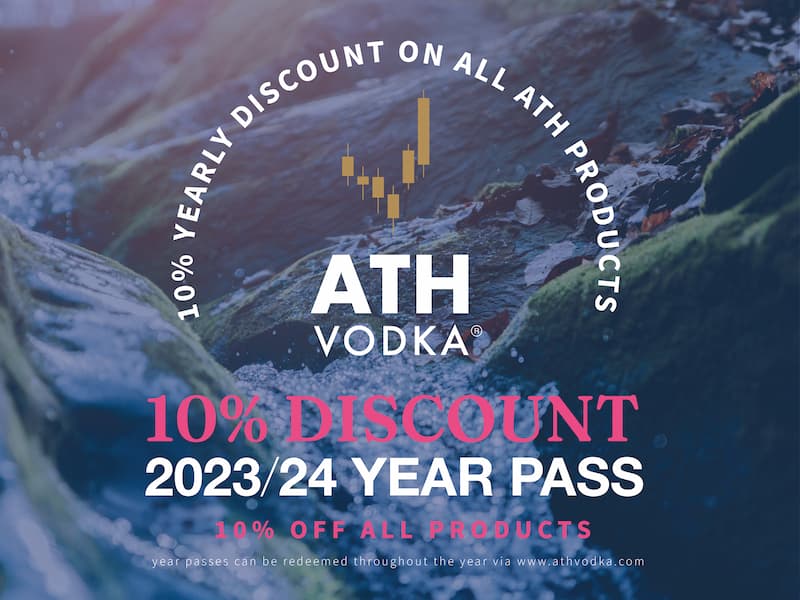 10% YEARLY DISCOUNT ON ALL ATH PRODUCTS
ATH
VODKA®
10% DISCOUNT
2023/24 YEAR PASS
10% OFF ALL PRODUCTS
year passes can be redeemed throughout the year via www.athvodka.com